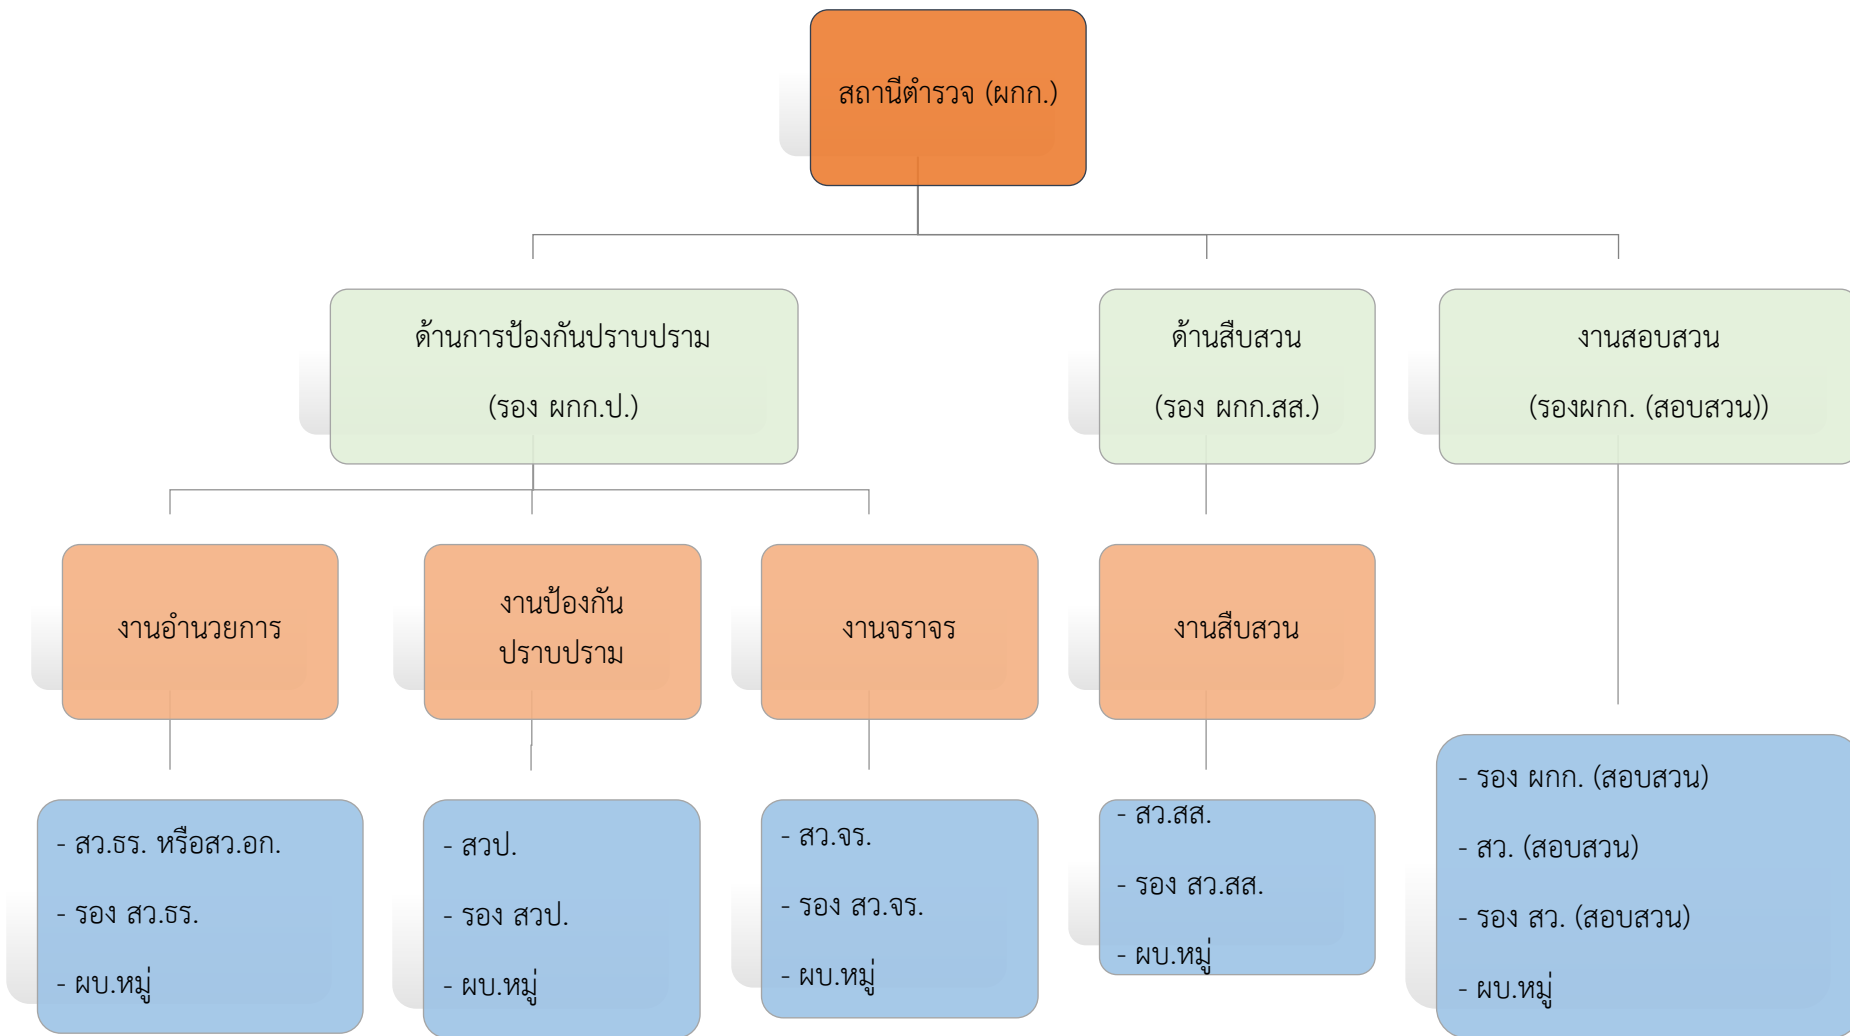 สถานีตำรวจ (ผกก.)
ด้านการป้องกันปราบปราม
(รอง ผกก.ป.)
ด้านสืบสวน
(รอง ผกก.สส.)
งานสอบสวน
(รองผกก. (สอบสวน))
งานอำนวยการ
งานป้องกัน
ปราบปราม
งานจราจร
งานสืบสวน
- สว.ธร. หรือสว.อก.
- รอง สว.ธร.
- ผบ.หมู่
- สวป.
- รอง สวป.
- ผบ.หมู่
- สว.จร.
- รอง สว.จร.
- ผบ.หมู่
- สว.สส.
- รอง สว.สส.
- ผบ.หมู่
- รอง ผกก. (สอบสวน)
- สว. (สอบสวน)
- รอง สว. (สอบสวน)
- ผบ.หมู่